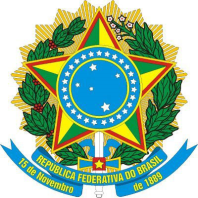 REPÚBLICA FEDERATIVA DO BRASIL
15 de Novembro
de 1889